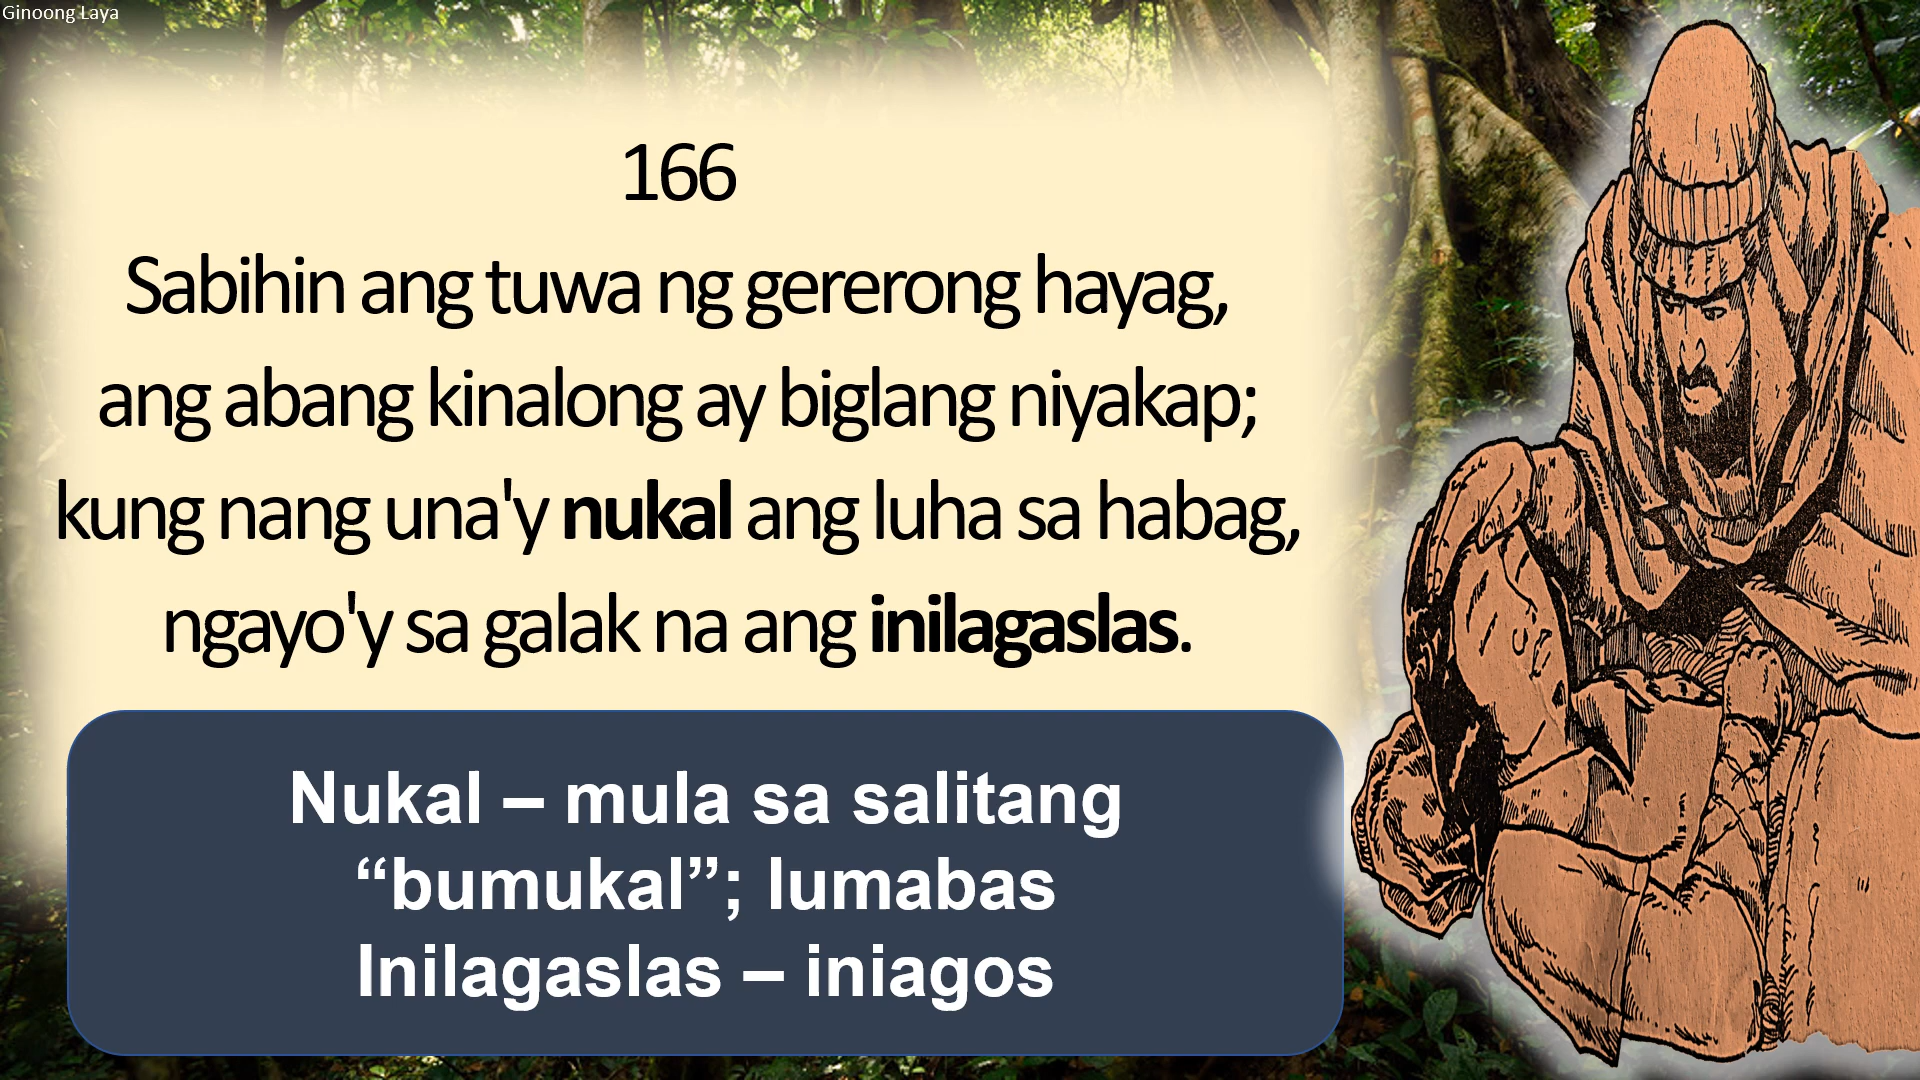 Ginoong Laya
166
Sabihin ang tuwa ng gererong hayag,
ang abang kinalong ay biglang niyakap;
kung nang una'y nukal ang luha sa habag,
ngayo'y sa galak na ang inilagaslas.
Nukal – mula sa salitang
“bumukal”; lumabas
Inilagaslas – iniagos